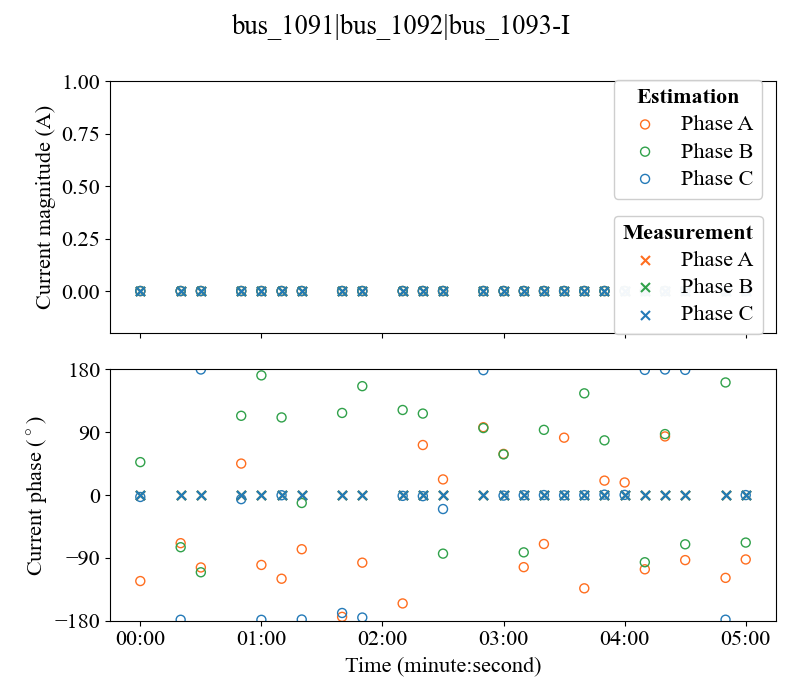 bus_1091|bus_1092|bus_1093-I
Current magnitude (A)
1.00
0.75
0.50
0.25
0.00
Estimation
Phase A
Phase B
Phase C
Measurement
Phase A
Phase B
Phase C
Current phase (°)
180
90
0
−90
−180
00:00 01:00 02:00 03:00 04:00 05:00
Time (minute:second)